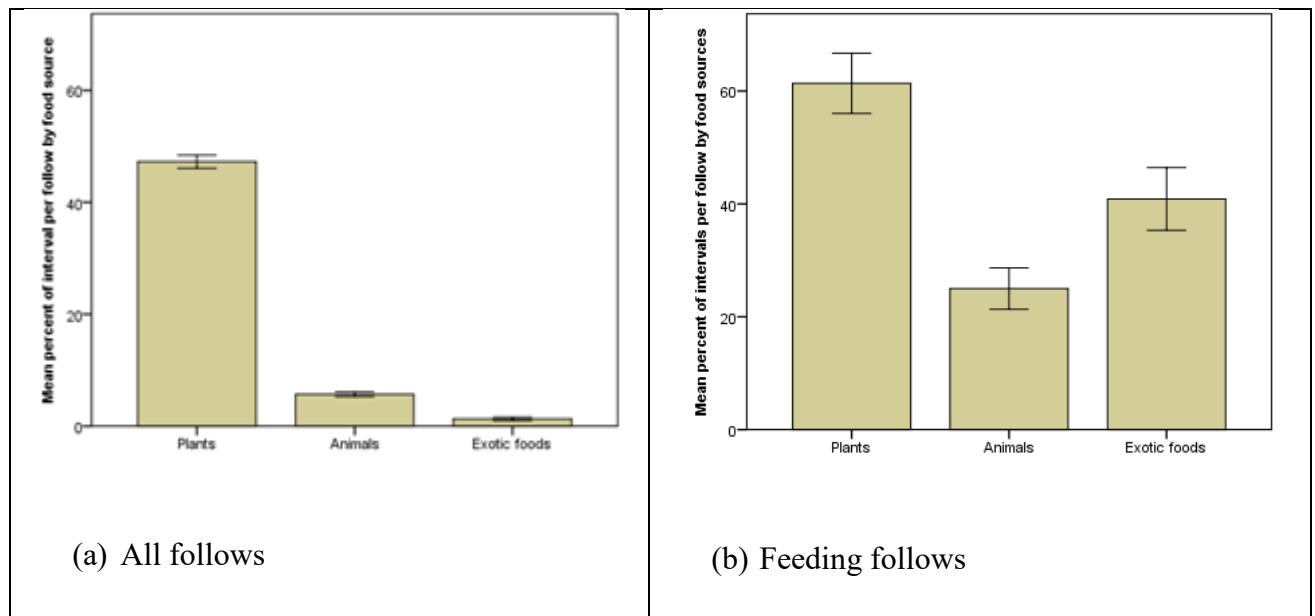 Mean percent of interval per follow by food source
60
40
20
0
Plants Animals Exotic foods
(a) All follows
Mean percent of intervals per follow by food sources
60
40
20
0
Plants Animals Exotic foods
(b) Feeding follows